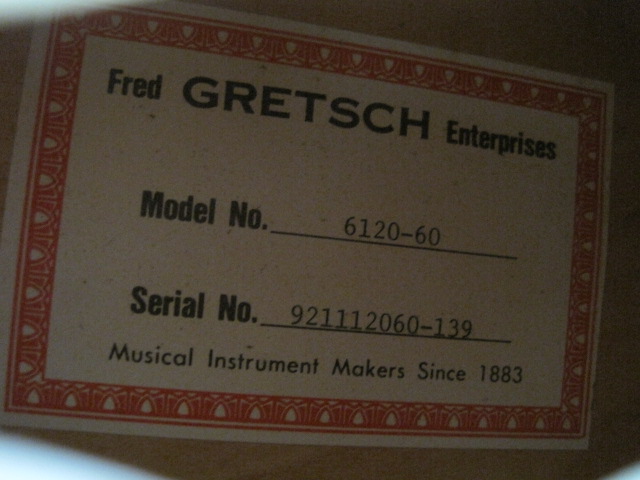 Fred GRETSCH Enterprises
Model No. 6120-60
Serial No. 921112060-139
Musical Instrument Makers Since 1883